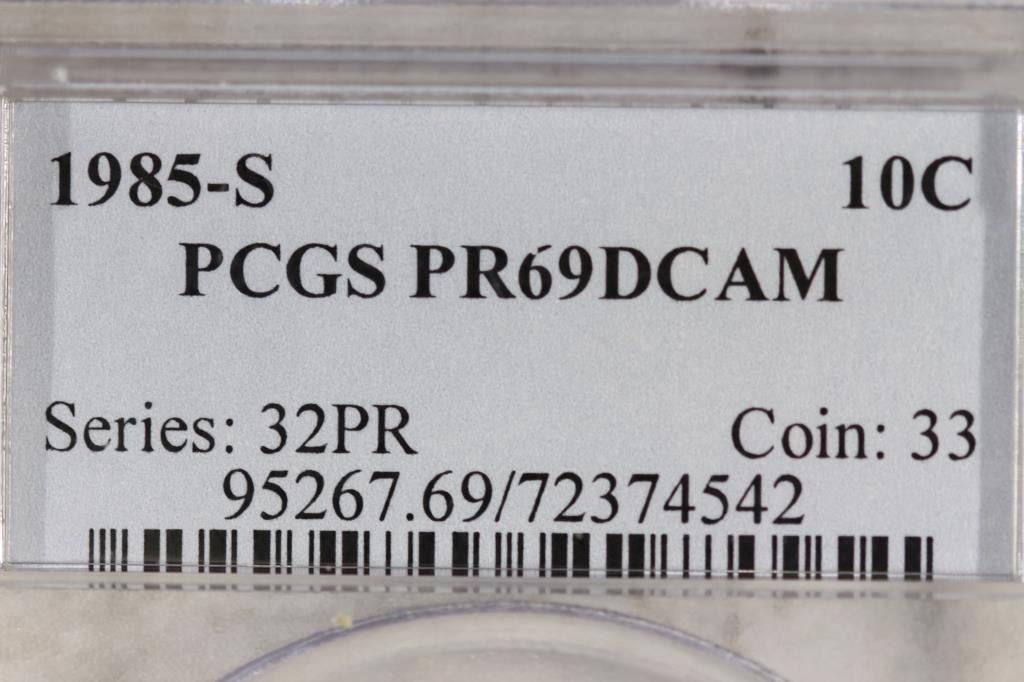 1985-S 10C
PCGS PR69DCAM
Series: 32PR Coin: 33
95267.69/72374542